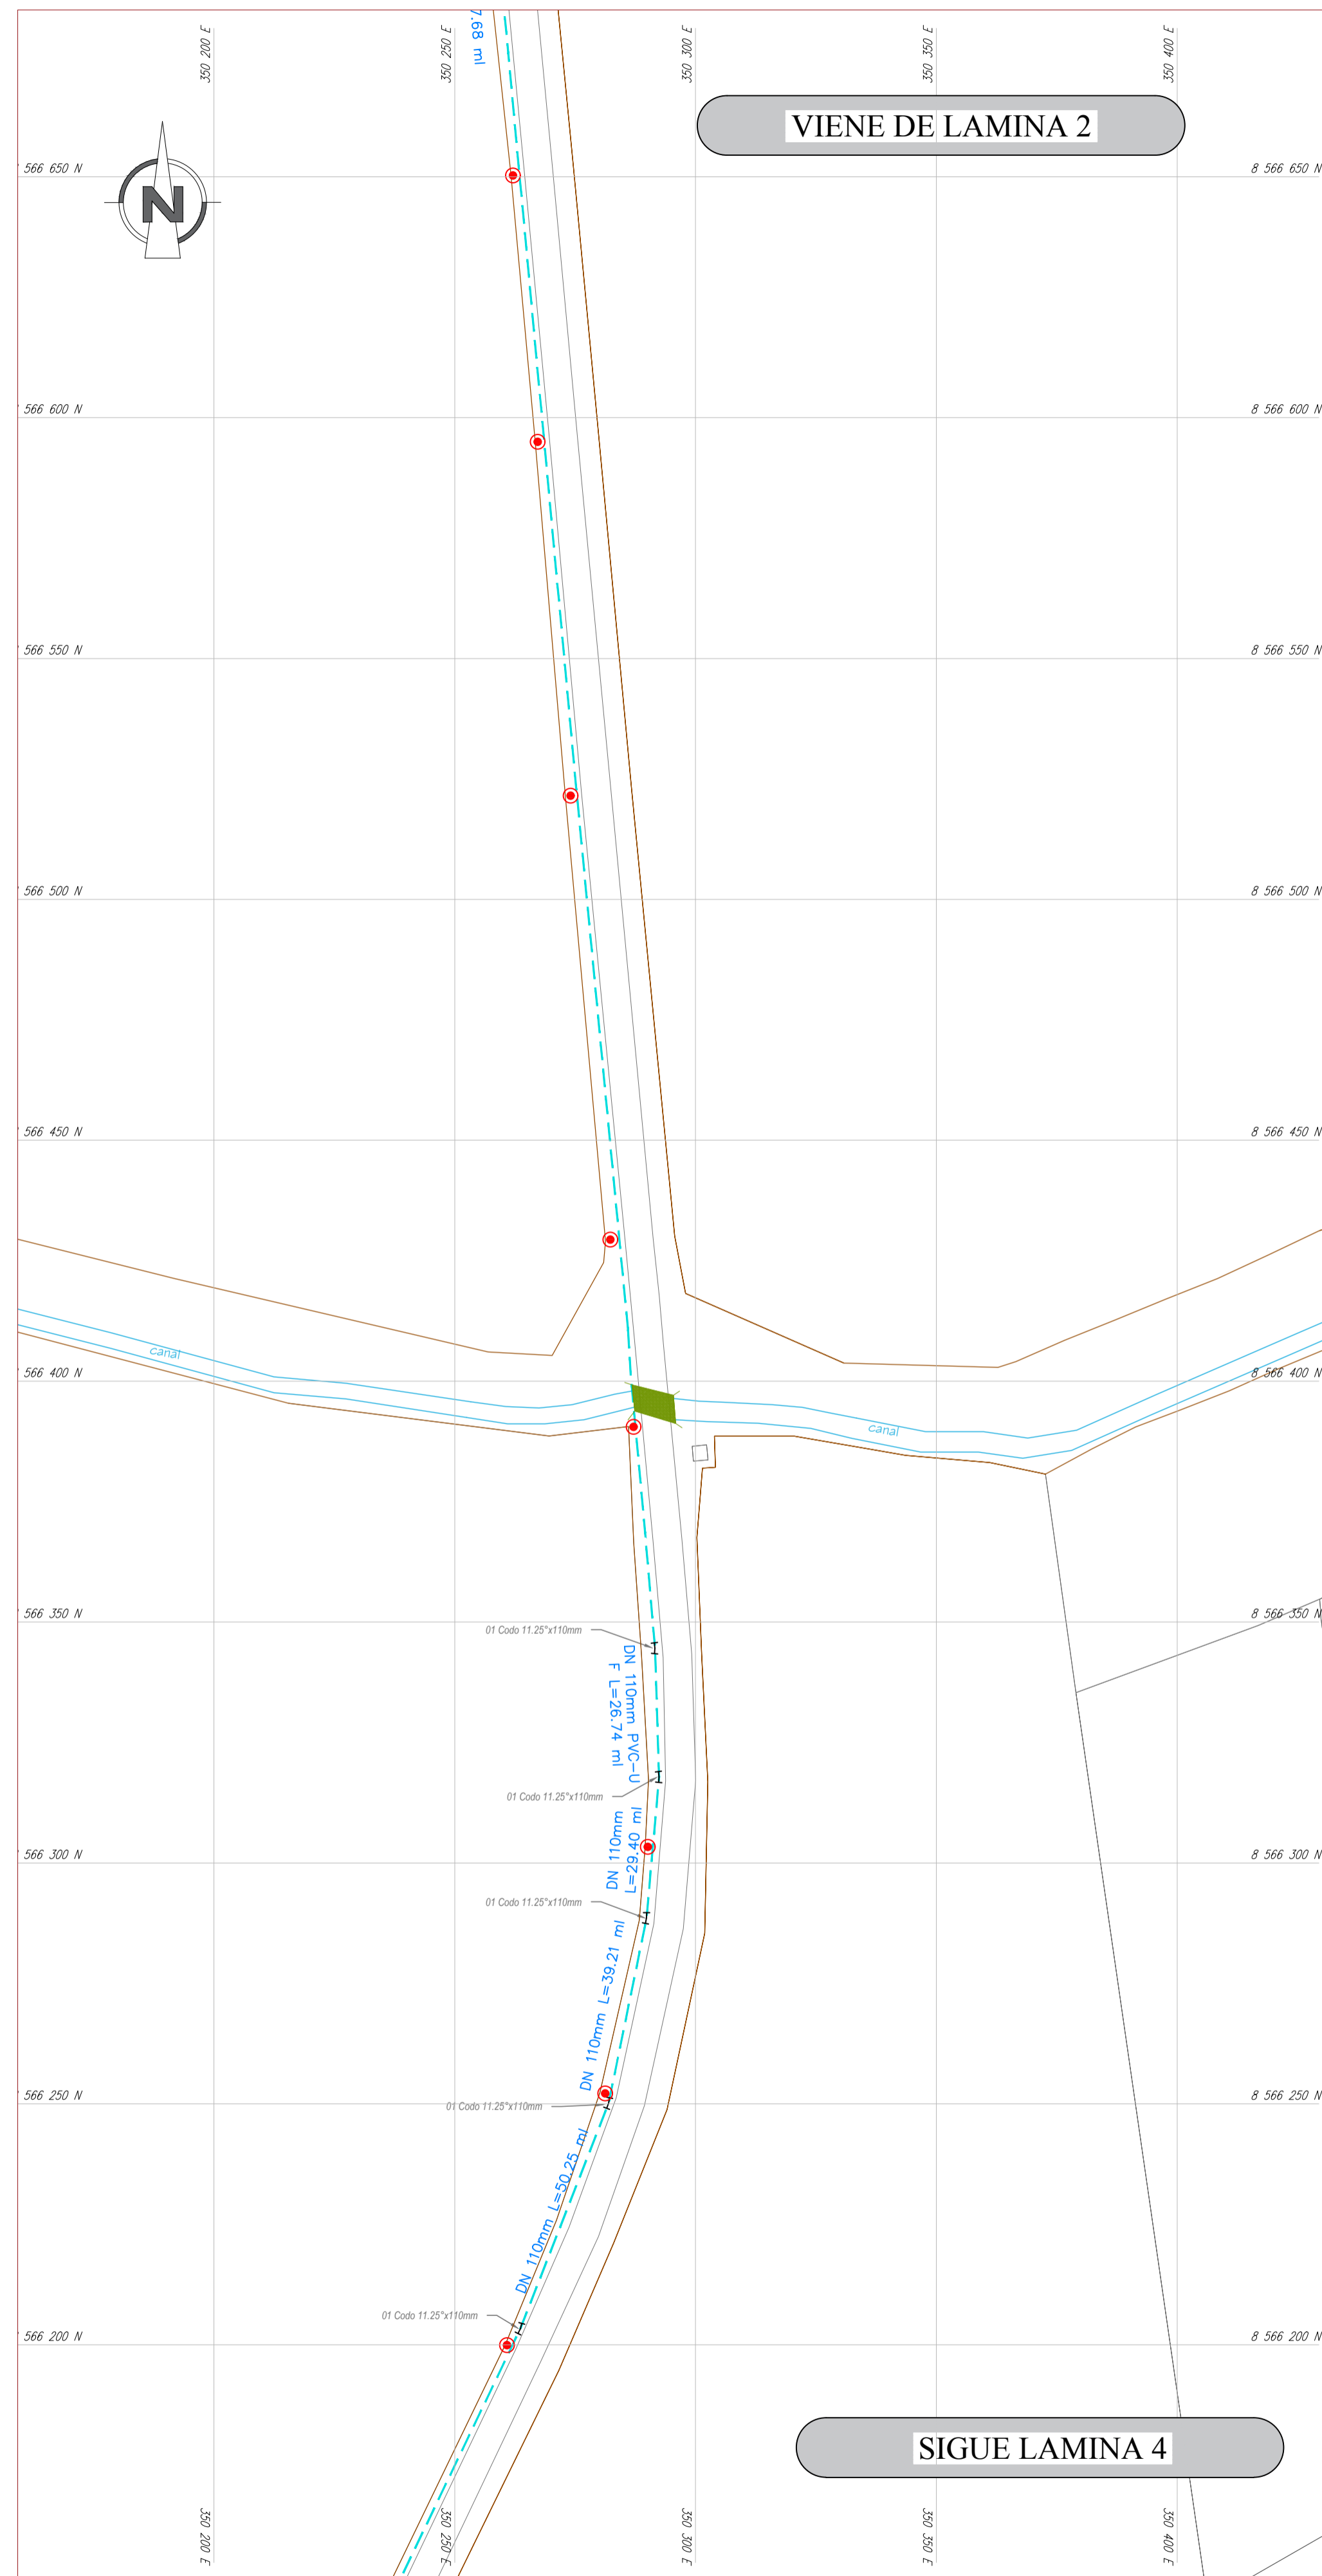 350 200 E
350 250 E
7.68 ml
350 300 E
350 350 E
350 400 E
VIENE DE LAMINA 2
566 650 N
8 566 650 N
N
566 600 N
8 566 600 N
566 550 N
8 566 550 N
566 500 N
8 566 500 N
566 450 N
8 566 450 N
canal
566 400 N
8 566 400 N
canal
566 350 N
8 566 350 N
01 Codo 11.25°x110mm
DN 110mm PVC-U
F L=26.74 ml
01 Codo 11.25°x110mm
DN 110mm
L=29.40 ml
566 300 N
8 566 300 N
01 Codo 11.25°x110mm
DN 110mm L=39.21 ml
566 250 N
8 566 250 N
01 Codo 11.25°x110mm
DN 110mm L=50.25 ml
01 Codo 11.25°x110mm
566 200 N
8 566 200 N
SIGUE LAMINA 4
350 200 E
350 250 E
350 300 E
350 350 E
350 400 E